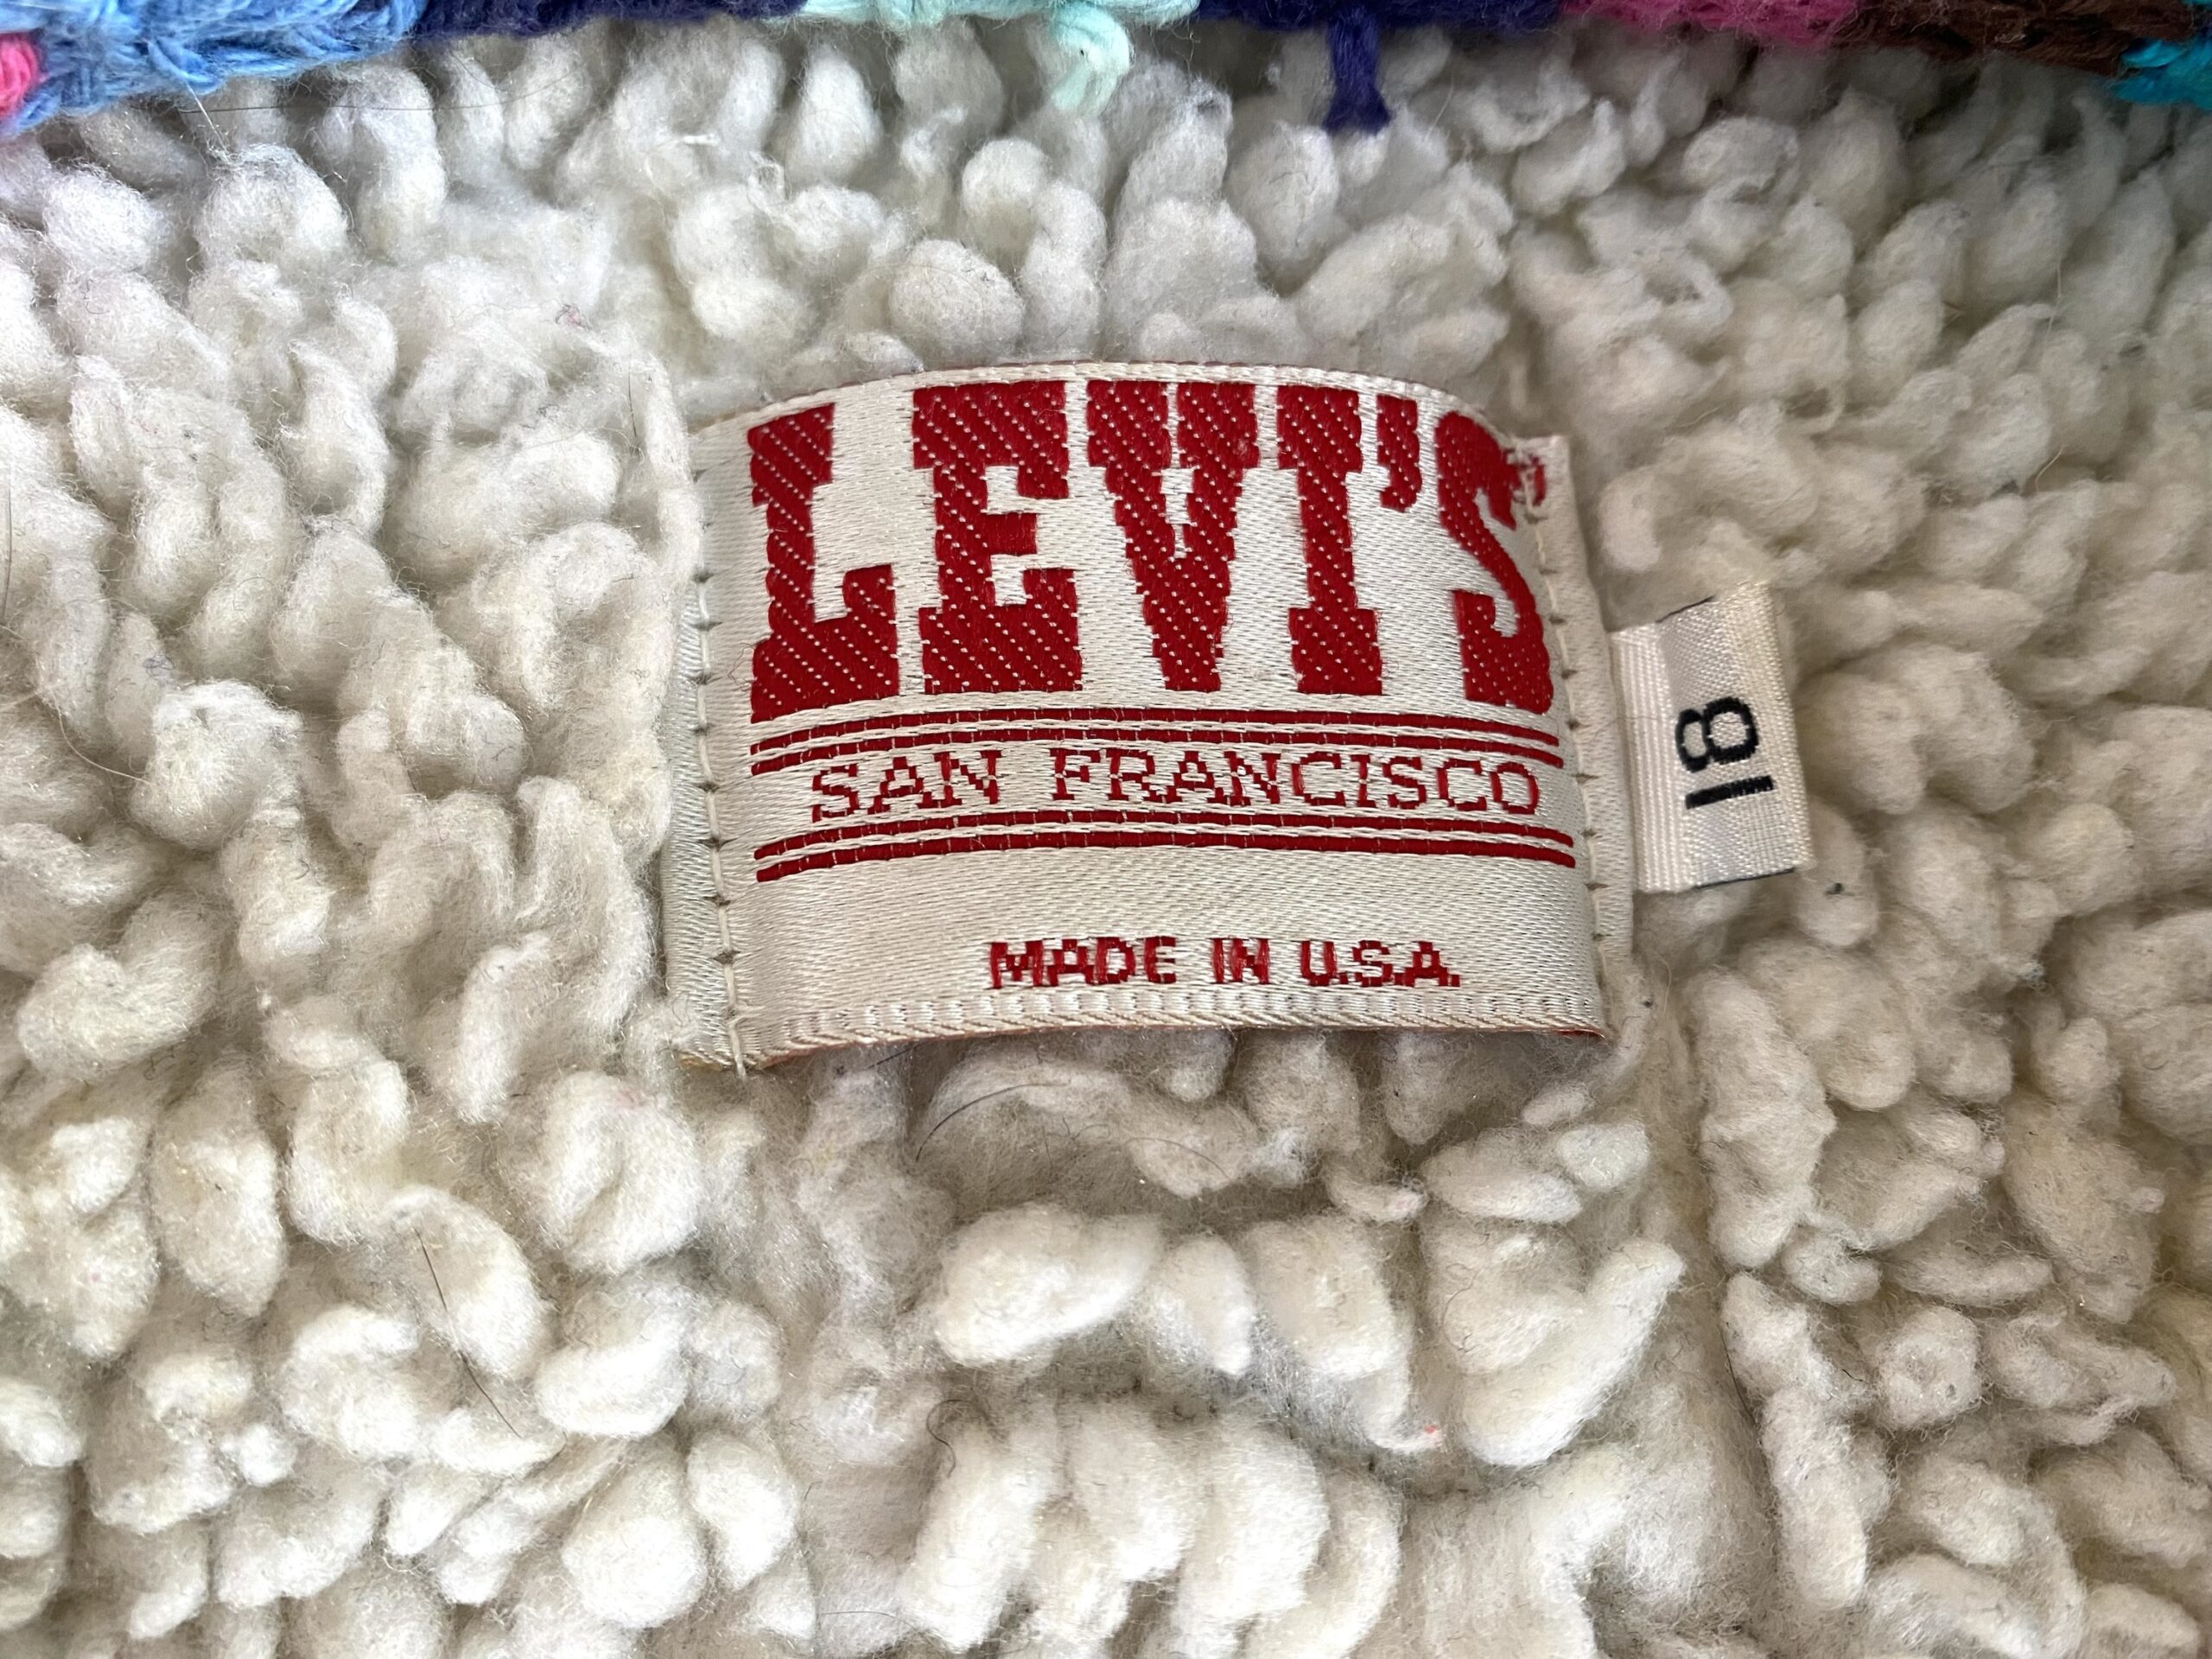 LEVI'S
SAN FRANCISCO
MADE IN U.S.A.
18